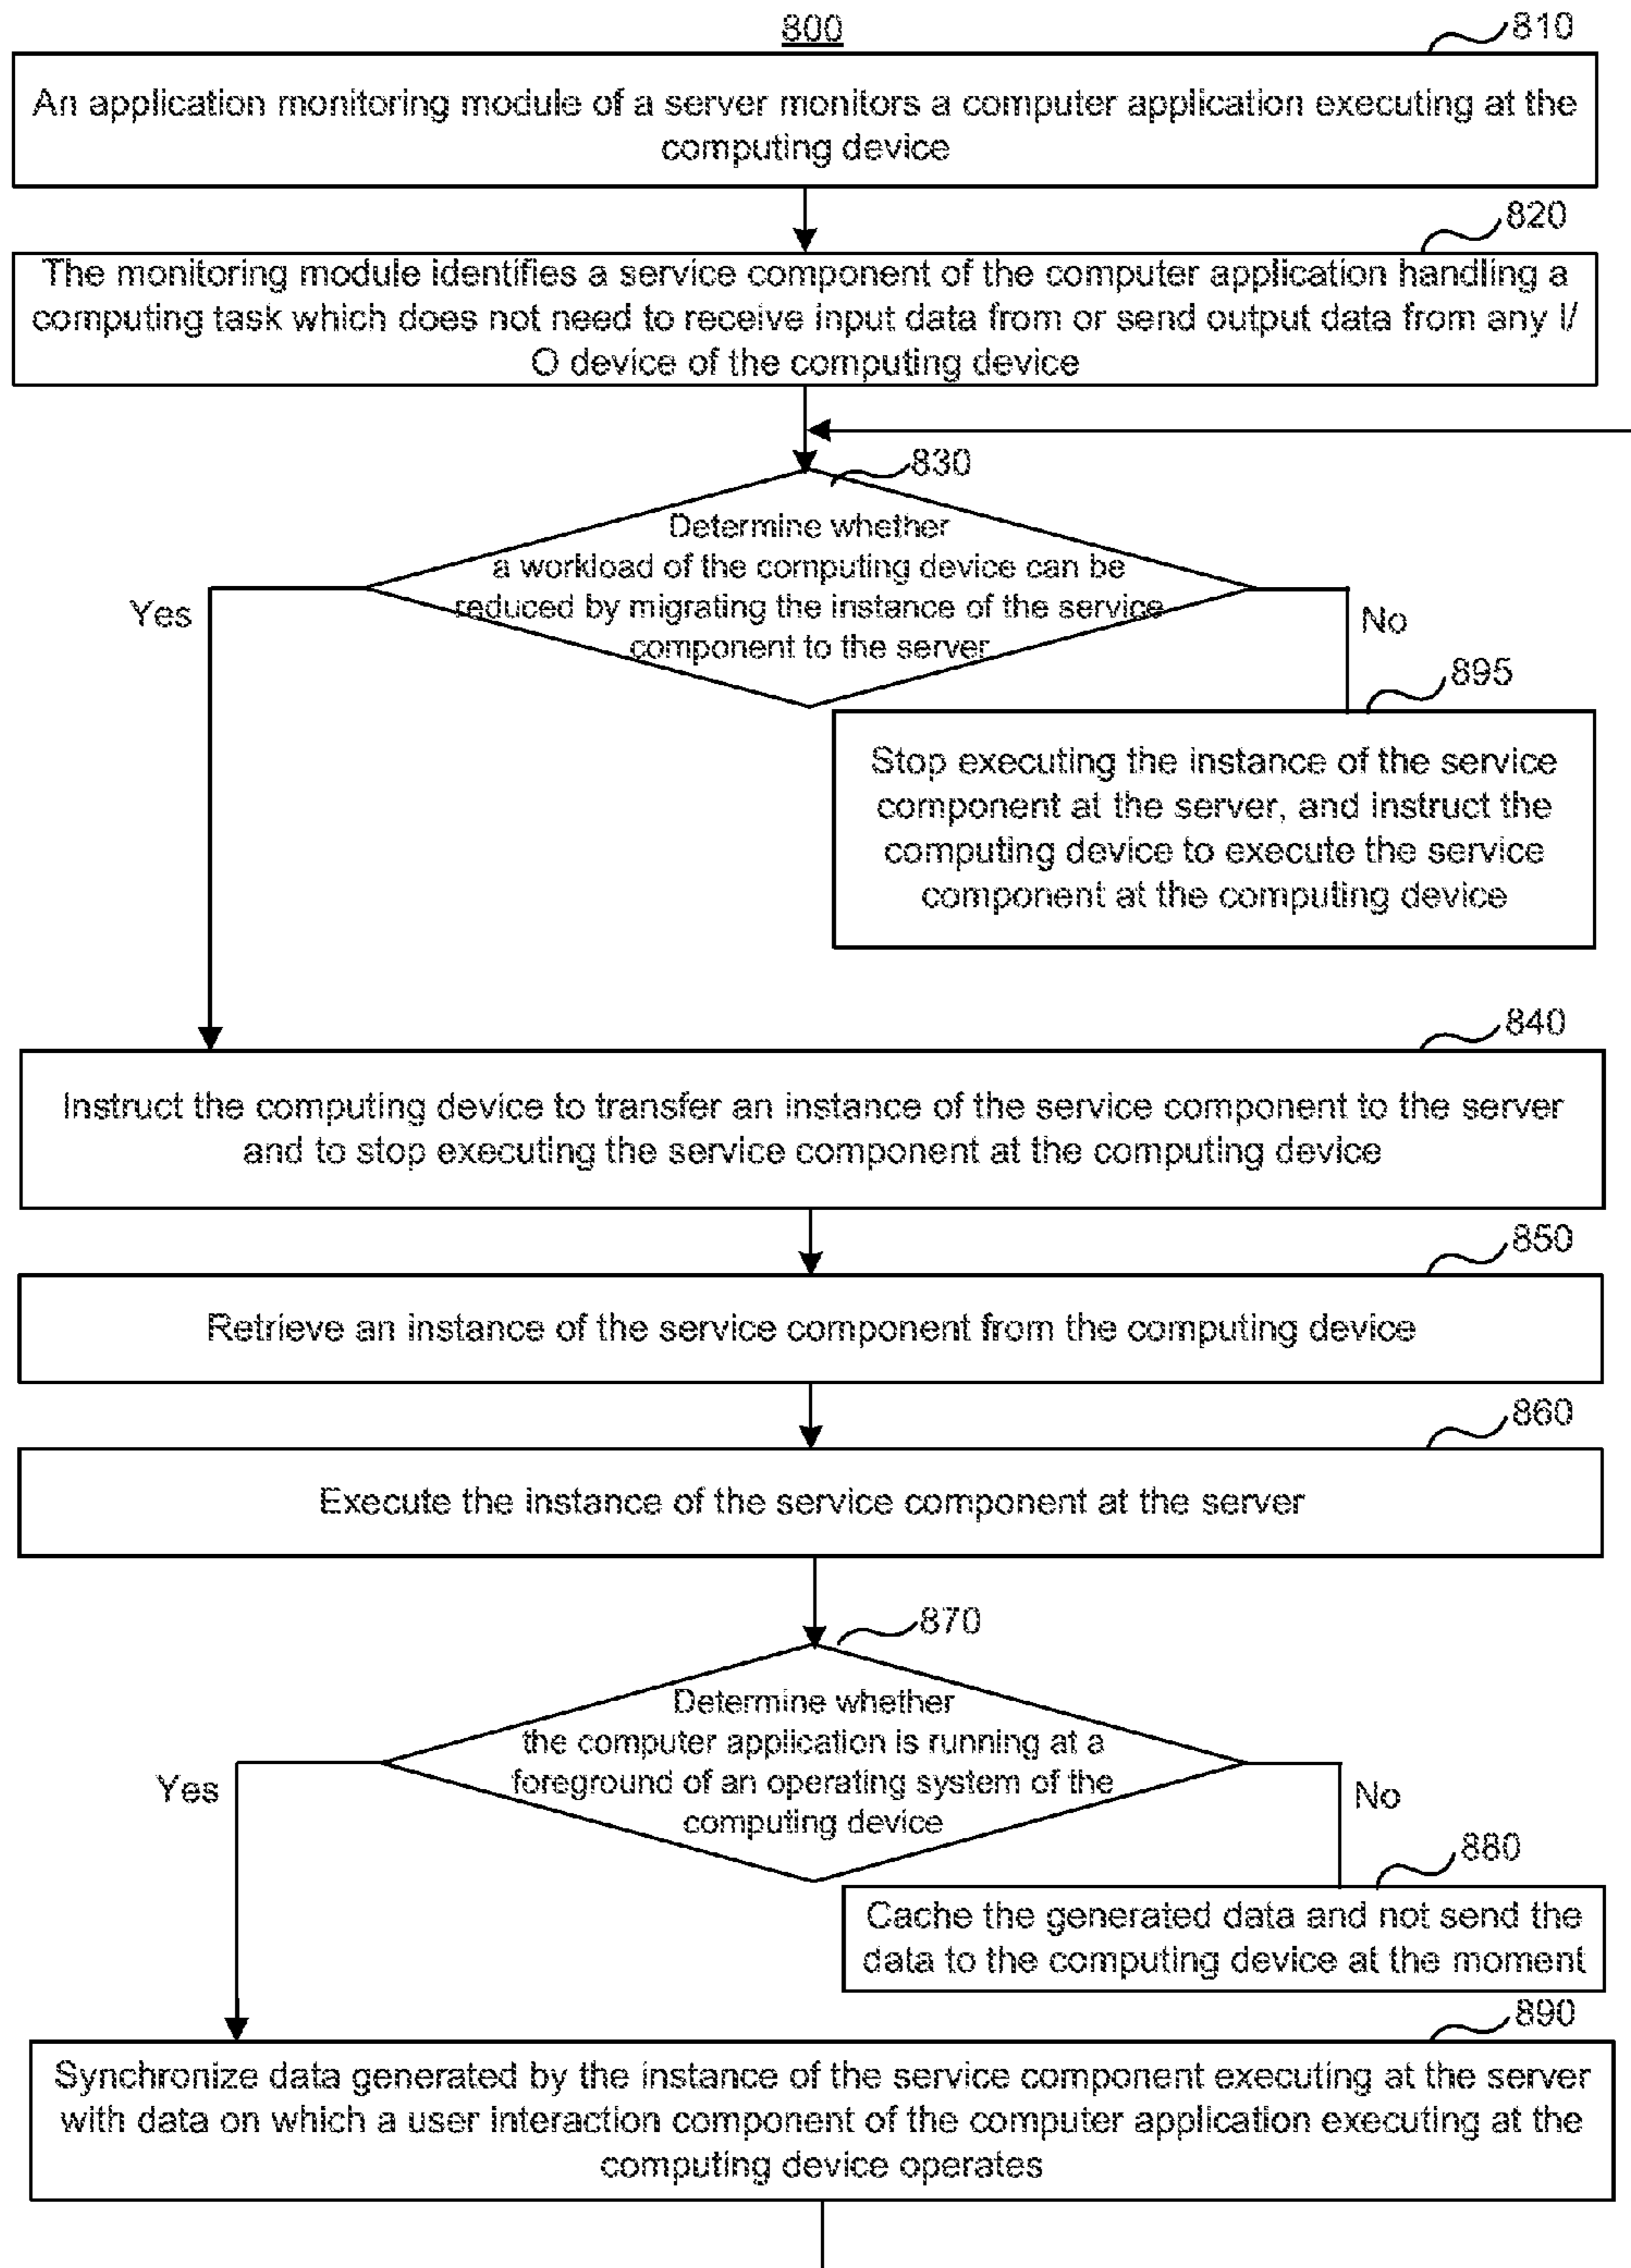 800
810
An application monitoring module of a server monitors a computer application executing at the
computing device
820
The monitoring module identifies a service component of the computer application handling a
computing task which does not need to receive input data from or send output data from any I/
O device of the computing device
830
Determine whether
a workload of the computing device can be
reduced by migrating the instance of the service
component to the server
Yes
No
895
Stop executing the instance of the service
component at the server, and instruct the
computing device to execute the service
component at the computing device
840
Instruct the computing device to transfer an instance of the service component to the server
and to stop executing the service component at the computing device
850
Retrieve an instance of the service component from the computing device
860
Execute the instance of the service component at the server
870
Determine whether
the computer application is running at a
foreground of an operating system of the
computing device
Yes
No
880
Cache the generated data and not send the
data to the computing device at the moment
890
Synchronize data generated by the instance of the service component executing at the server
with data on which a user interaction component of the computer application executing at the
computing device operates